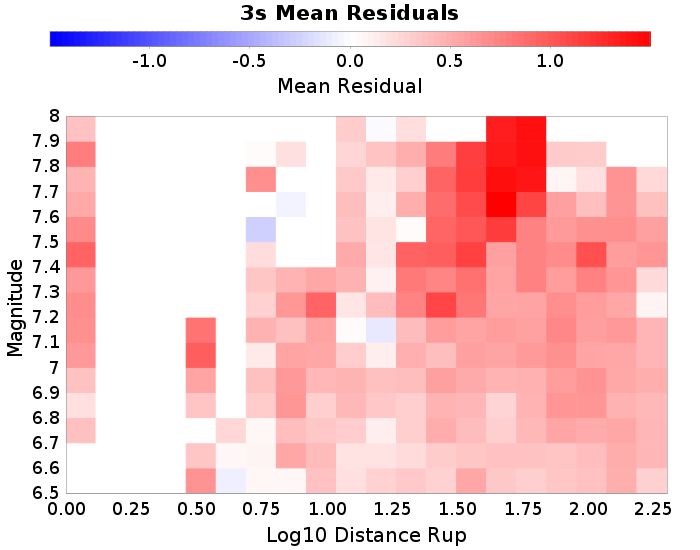 3s Mean Residuals
-1.0 -0.5 0.0 0.5 1.0
Mean Residual
8
7.9
7.8
7.7
7.6
7.5
7.4
7.3
7.2
7.1
7
6.9
6.8
6.7
6.6
6.5
Magnitude
0.00 0.25 0.50 0.75 1.00 1.25 1.50 1.75 2.00 2.25
Log10 Distance Rup